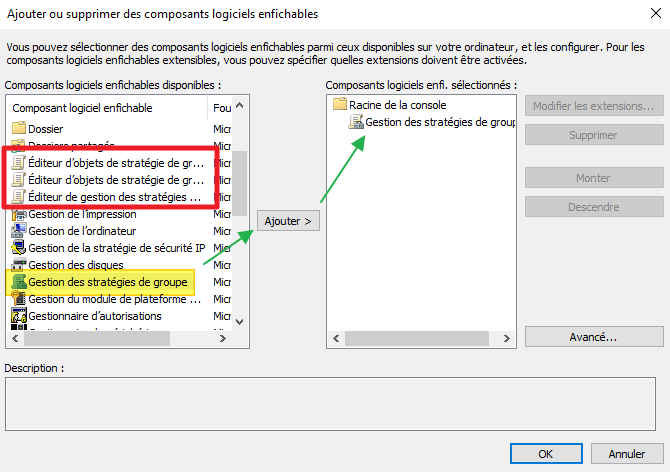 Ajouter ou supprimer des composants logiciels enfichables
Vous pouvez sélectionner des composants logiciels enfichables parmi ceux disponibles sur votre ordinateur, et les configurer. Pour les
composants logiciels enfichables extensibles, vous pouvez spécifier quelles extensions doivent être activées.
Composants logiciels enfichables disponibles :
Composant logiciel enfichable
Fou
Dossier
Micr
Dossiers partagés
Micr
Éditeur d'objets de stratégie de gr...
Micr
Éditeur d'objets de stratégie de gr...
Micr
Éditeur de gestion des stratégies ...
Micr
Gestion de l'impression
Micr
Gestion de l'ordinateur
Micr
Gestion de la stratégie de sécurité IP
Micr
Gestion des disques
Micr
Gestion des stratégies de groupe
Micr
Gestion du module de plateforme ...
Micr
Gestionnaire d'autorisations
Micr
Ajouter >
Composants logiciels enfi. sélectionnés :
Racine de la console
Gestion des stratégies de group
Modifier les extensions...
Supprimer
Monter
Descendre
Avancé...
Description :
OK
Annuler